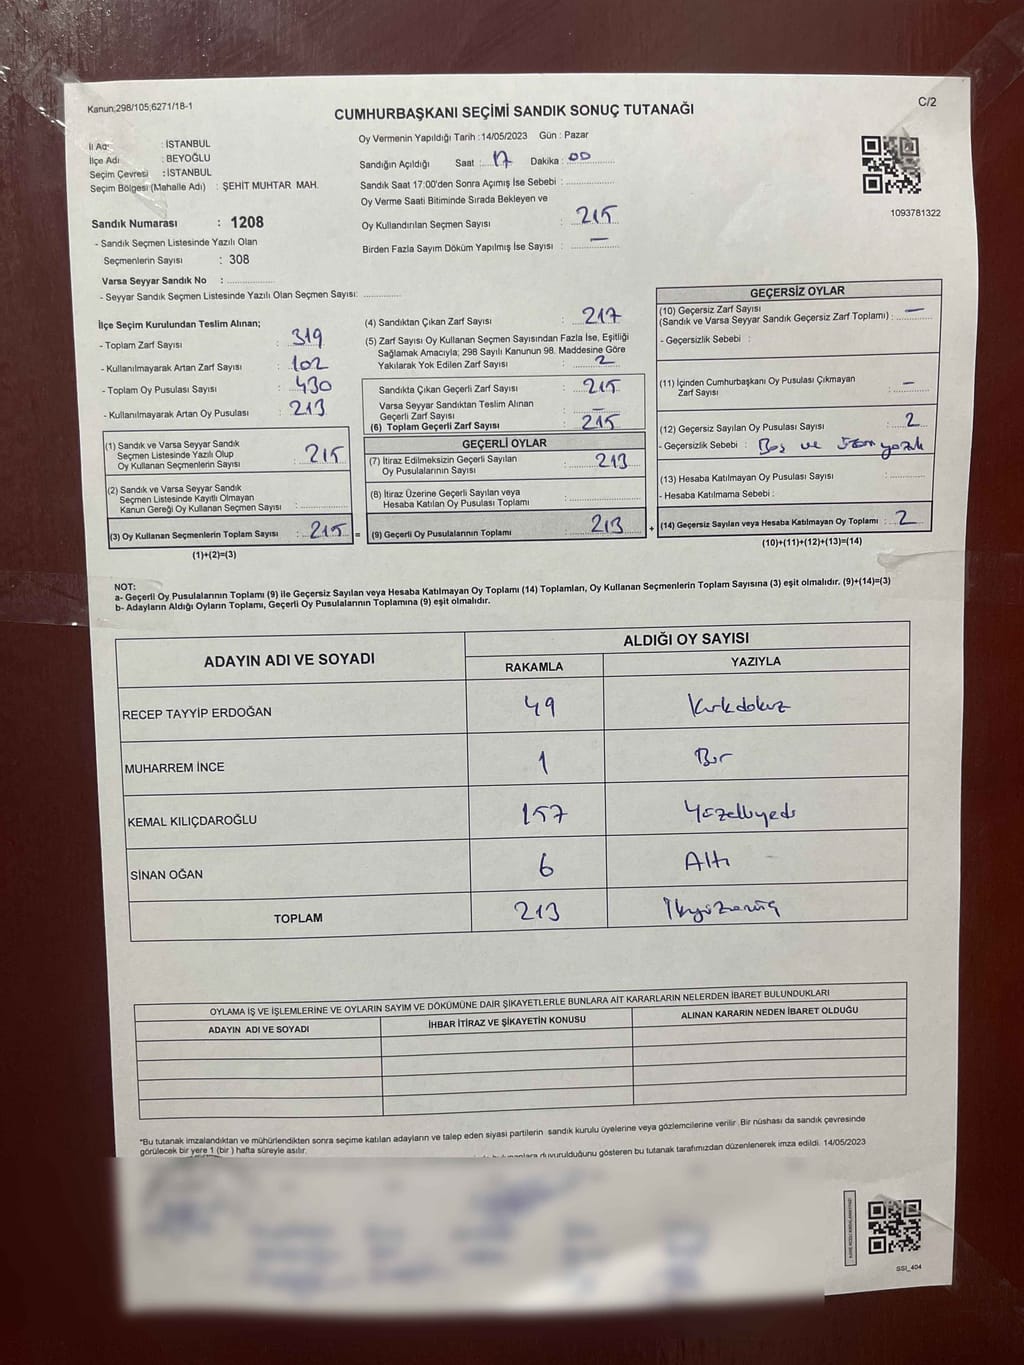 Kanun;298/105;6271/18-1
C/2
CUMHURBAŞKANI SEÇİMİ SANDIK SONUÇ TUTANAĞI
İl Adı : İSTANBUL
İlçe Adı : BEYOĞLU
Seçim Çevresi : İSTANBUL
Seçim Bölgesi (Mahalle Adı) : ŞEHİT MUHTAR MAH.
Sandık Numarası : 1208
- Sandık Seçmen Listesinde Yazılı Olan
Seçmenlerin Sayısı : 308
Varsa Seyyar Sandık No :
- Seyyar Sandık Seçmen Listesinde Yazılı Olan Seçmen Sayısı:
Oy Vermenin Yapıldığı Tarih :14/05/2023 Gün : Pazar
Sandığın Açıldığı Saat : 17 Dakika : 00
Sandık Saat 17:00'den Sonra Açımış İse Sebebi :
Oy Verme Saati Bitiminde Sırada Bekleyen ve
Oy Kullandırılan Seçmen Sayısı : 215
Birden Fazla Sayım Döküm Yapılmış İse Sayısı : —
1093781322
İlçe Seçim Kurulundan Teslim Alınan;
- Toplam Zarf Sayısı : 319
- Kullanılmayarak Artan Zarf Sayısı : 102
- Toplam Oy Pusulası Sayısı : 430
- Kullanılmayarak Artan Oy Pusulası : 213
(1) Sandık ve Varsa Seyyar Sandık
Seçmen Listesinde Yazılı Olup
Oy Kullanan Seçmenlerin Sayısı : 215
(2) Sandık ve Varsa Seyyar Sandık
Seçmen Listesinde Kayıtlı Olmayan
Kanun Gereği Oy Kullanan Seçmen Sayısı :
(3) Oy Kullanan Seçmenlerin Toplam Sayısı : 215 =
(1)+(2)=(3)
(4) Sandıktan Çıkan Zarf Sayısı : 217
(5) Zarf Sayısı Oy Kullanan Seçmen Sayısından Fazla İse, Eşitliği
Sağlamak Amacıyla; 298 Sayılı Kanunun 98. Maddesine Göre
Yakılarak Yok Edilen Zarf Sayısı : 2
Sandıkta Çıkan Geçerli Zarf Sayısı : 215
Varsa Seyyar Sandıktan Teslim Alınan
Geçerli Zarf Sayısı : —
(6) Toplam Geçerli Zarf Sayısı : 215
GEÇERLİ OYLAR
(7) İtiraz Edilmeksizin Geçerli Sayılan
Oy Pusulalarının Sayısı : 213
(8) İtiraz Üzerine Geçerli Sayılan veya
Hesaba Katılan Oy Pusulası Toplamı :
(9) Geçerli Oy Pusulalarının Toplamı : 213 +
GEÇERSİZ OYLAR
(10) Geçersiz Zarf Sayısı
(Sandık ve Varsa Seyyar Sandık Geçersiz Zarf Toplamı) : —
- Geçersizlik Sebebi :
(11) İçinden Cumhurbaşkanı Oy Pusulası Çıkmayan
Zarf Sayısı : —
(12) Geçersiz Sayılan Oy Pusulası Sayısı : 2
- Geçersizlik Sebebi : Boş ve
(13) Hesaba Katılmayan Oy Pusulası Sayısı :
- Hesaba Katılmama Sebebi :
(14) Geçersiz Sayılan veya Hesaba Katılmayan Oy Toplamı : 2
(10)+(11)+(12)+(13)=(14)
NOT:
a- Geçerli Oy Pusulalarının Toplamı (9) ile Geçersiz Sayılan veya Hesaba Katılmayan Oy Toplamı (14) Toplamları, Oy Kullanan Seçmenlerin Toplam Sayısına (3) eşit olmalıdır. (9)+(14)=(3)
b- Adayların Aldığı Oyların Toplamı, Geçerli Oy Pusulalarının Toplamına (9) eşit olmalıdır.
ADAYIN ADI VE SOYADI
ALDIĞI OY SAYISI
RAKAMLA YAZIYLA
RECEP TAYYİP ERDOĞAN 49 Kırkdokuz
MUHARREM İNCE 1 Bir
KEMAL KILIÇDAROĞLU 157 Yüzelliyedi
SİNAN OĞAN 6 Altı
TOPLAM 213 İkiyüzonüç
OYLAMA İŞ VE İŞLEMLERİNE VE OYLARIN SAYIM VE DÖKÜMÜNE DAİR ŞİKAYETLERLE BUNLARA AİT KARARLARIN NELERDEN İBARET BULUNDUKLARI
ADAYIN ADI VE SOYADI İHBAR İTİRAZ VE ŞİKAYETİN KONUSU ALINAN KARARIN NEDEN İBARET OLDUĞU
"Bu tutanak imzalandıktan ve mühürlendikten sonra seçime katılan adayların ve talep eden siyasi partilerin sandık kurulu üyelerine veya gözlemcilerine verilir. Bir nüshası da sandık çevresinde
görülecek bir yere 1 (bir ) hafta süreyle asılır.
duyurulduğunu gösteren bu tutanak tarafımızdan düzenlenerek imza edildi. 14/05/2023
SSI_404